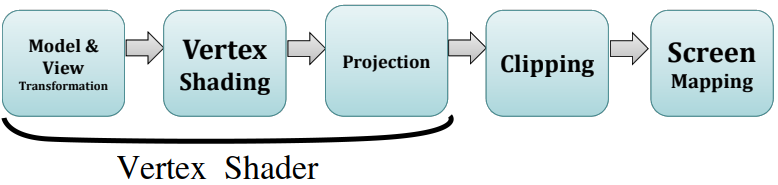 Model &
View
Transformation
Vertex
Shading
Projection
Clipping
Screen
Mapping
Vertex Shader